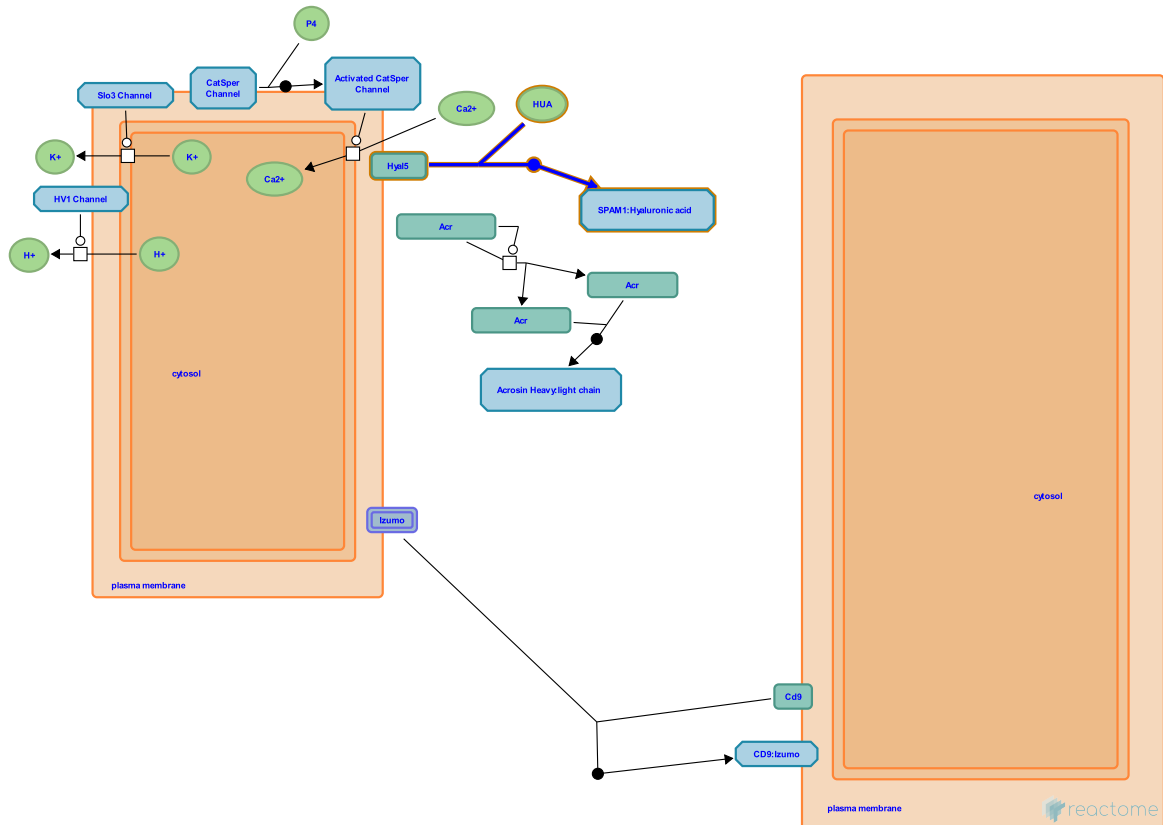 P4
CatSper
Channel
Activated CatSper
Channel
Slo3 Channel
Ca2+
HUA
K+
K+
Hyal5
Ca2+
HV1 Channel
SPAM1:Hyaluronic acid
Acr
H+
H+
Acr
Acr
cytosol
Acrosin Heavy:light chain
cytosol
Izumo
plasma membrane
Cd9
CD9:Izumo
plasma membrane
reactome